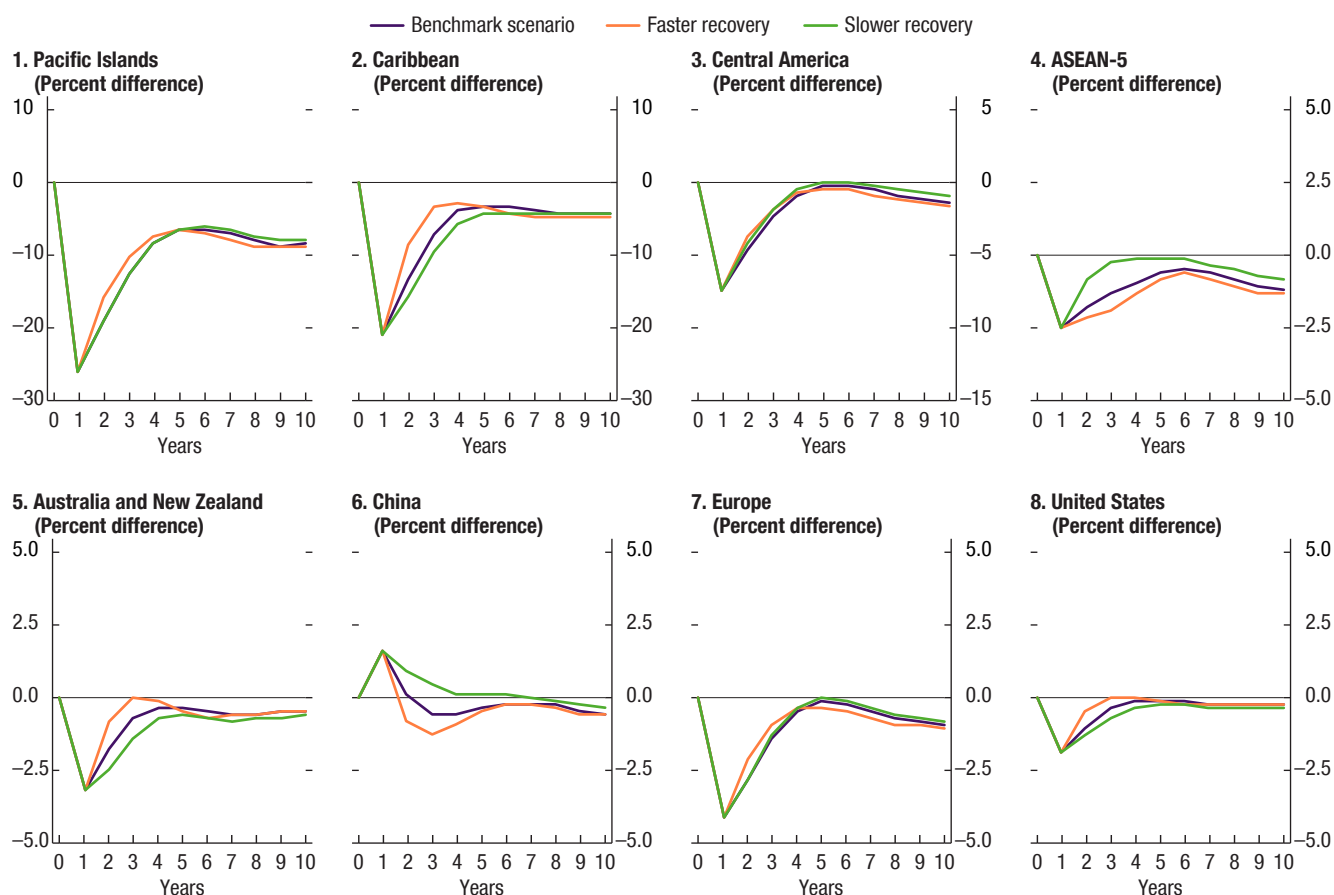 Benchmark scenario Faster recovery Slower recovery
1. Pacific Islands
(Percent difference)
2. Caribbean
(Percent difference)
3. Central America
(Percent difference)
4. ASEAN-5
(Percent difference)
10
0
–10
–20
–30
0 1 2 3 4 5 6 7 8 9 10
Years
10
0
–10
–20
–30
0 1 2 3 4 5 6 7 8 9 10
Years
5
0
–5
–10
–15
0 1 2 3 4 5 6 7 8 9 10
Years
5.0
2.5
0.0
–2.5
–5.0
0 1 2 3 4 5 6 7 8 9 10
Years
5. Australia and New Zealand
(Percent difference)
6. China
(Percent difference)
7. Europe
(Percent difference)
8. United States
(Percent difference)
5.0
2.5
0.0
–2.5
–5.0
0 1 2 3 4 5 6 7 8 9 10
Years
5.0
2.5
0.0
–2.5
–5.0
0 1 2 3 4 5 6 7 8 9 10
Years
5.0
2.5
0.0
–2.5
–5.0
0 1 2 3 4 5 6 7 8 9 10
Years
5.0
2.5
0.0
–2.5
–5.0
0 1 2 3 4 5 6 7 8 9 10
Years